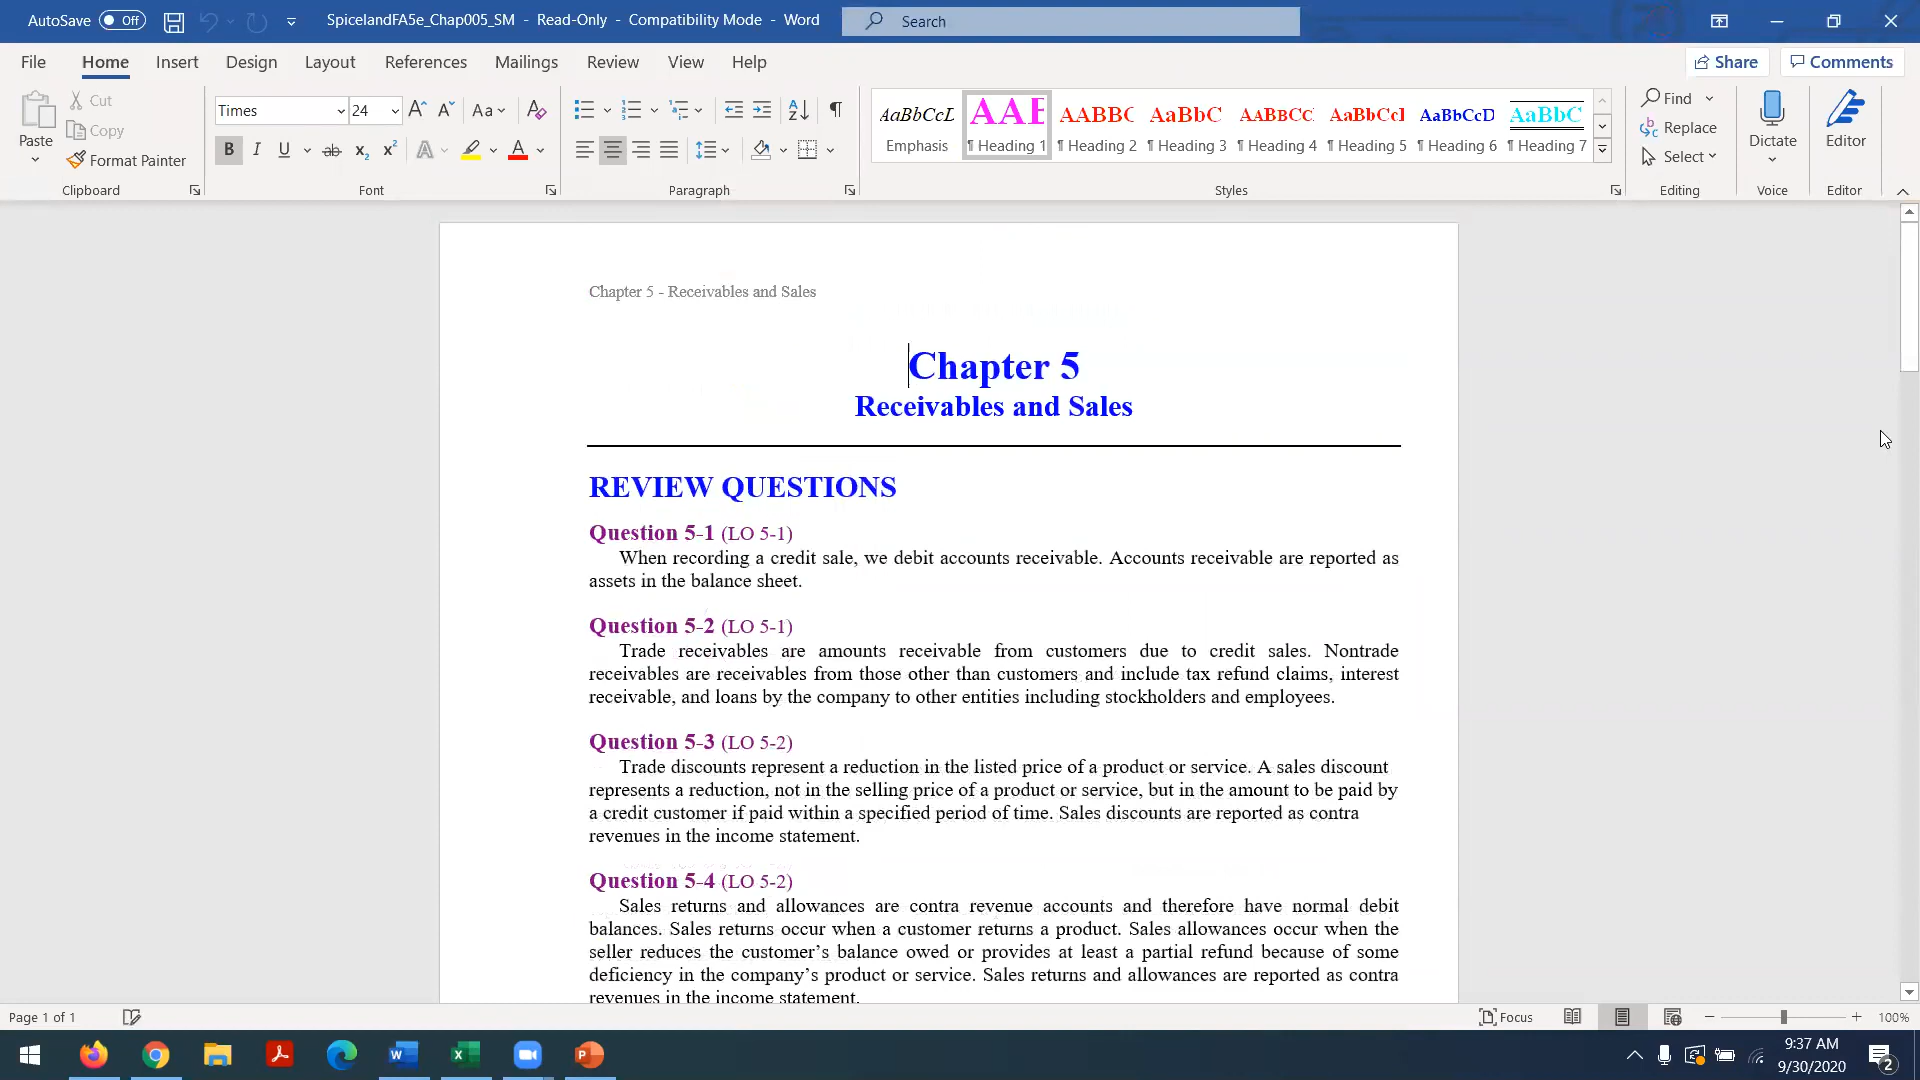 AutoSave Off SpicelandFA5e_Chap005_SM - Read-Only - Compatibility Mode - Word Search
File Home Insert Design Layout References Mailings Review View Help Share Comments
Paste Cut Copy Format Painter
Clipboard
Times 24 Aa
B I U ab x₂ x² A A
Font
Paragraph
AaBbCcL AAE AABBC AaBbC AABBCC AaBbCcI AaBbCcD AaBbC
Emphasis ¶ Heading 1 ¶ Heading 2 ¶ Heading 3 ¶ Heading 4 ¶ Heading 5 ¶ Heading 6 ¶ Heading 7
Styles
Find
Replace
Select
Editing
Dictate
Voice
Editor
Editor
Chapter 5 - Receivables and Sales
Chapter 5
Receivables and Sales
REVIEW QUESTIONS
Question 5-1 (LO 5-1)
When recording a credit sale, we debit accounts receivable. Accounts receivable are reported as
assets in the balance sheet.
Question 5-2 (LO 5-1)
Trade receivables are amounts receivable from customers due to credit sales. Nontrade
receivables are receivables from those other than customers and include tax refund claims, interest
receivable, and loans by the company to other entities including stockholders and employees.
Question 5-3 (LO 5-2)
Trade discounts represent a reduction in the listed price of a product or service. A sales discount
represents a reduction, not in the selling price of a product or service, but in the amount to be paid by
a credit customer if paid within a specified period of time. Sales discounts are reported as contra
revenues in the income statement.
Question 5-4 (LO 5-2)
Sales returns and allowances are contra revenue accounts and therefore have normal debit
balances. Sales returns occur when a customer returns a product. Sales allowances occur when the
seller reduces the customer's balance owed or provides at least a partial refund because of some
deficiency in the company's product or service. Sales returns and allowances are reported as contra
revenues in the income statement.
Page 1 of 1 Focus 100%
9:37 AM
9/30/2020
2